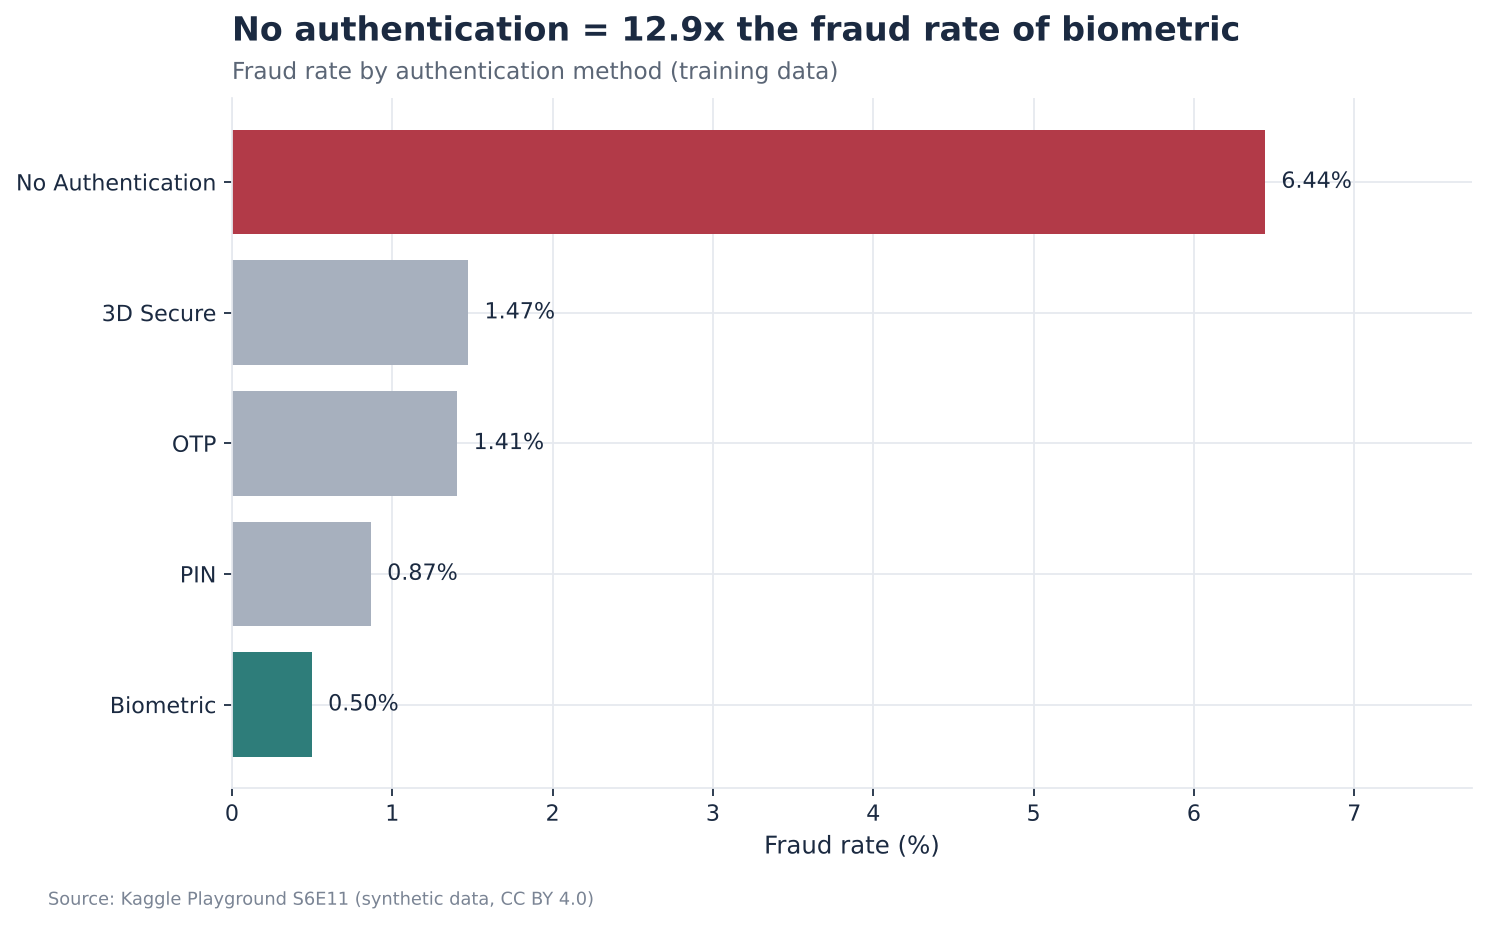 No authentication = 12.9x the fraud rate of biometric
Fraud rate by authentication method (training data)
No Authentication
6.44%
3D Secure
1.47%
OTP
1.41%
PIN
0.87%
Biometric
0.50%
0 1 2 3 4 5 6 7
Fraud rate (%)
Source: Kaggle Playground S6E11 (synthetic data, CC BY 4.0)